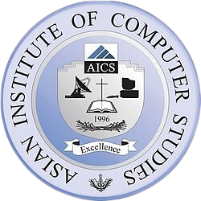 ASIAN INSTITUTE OF COMPUTER STUDIES
AICS
1996
Excellence